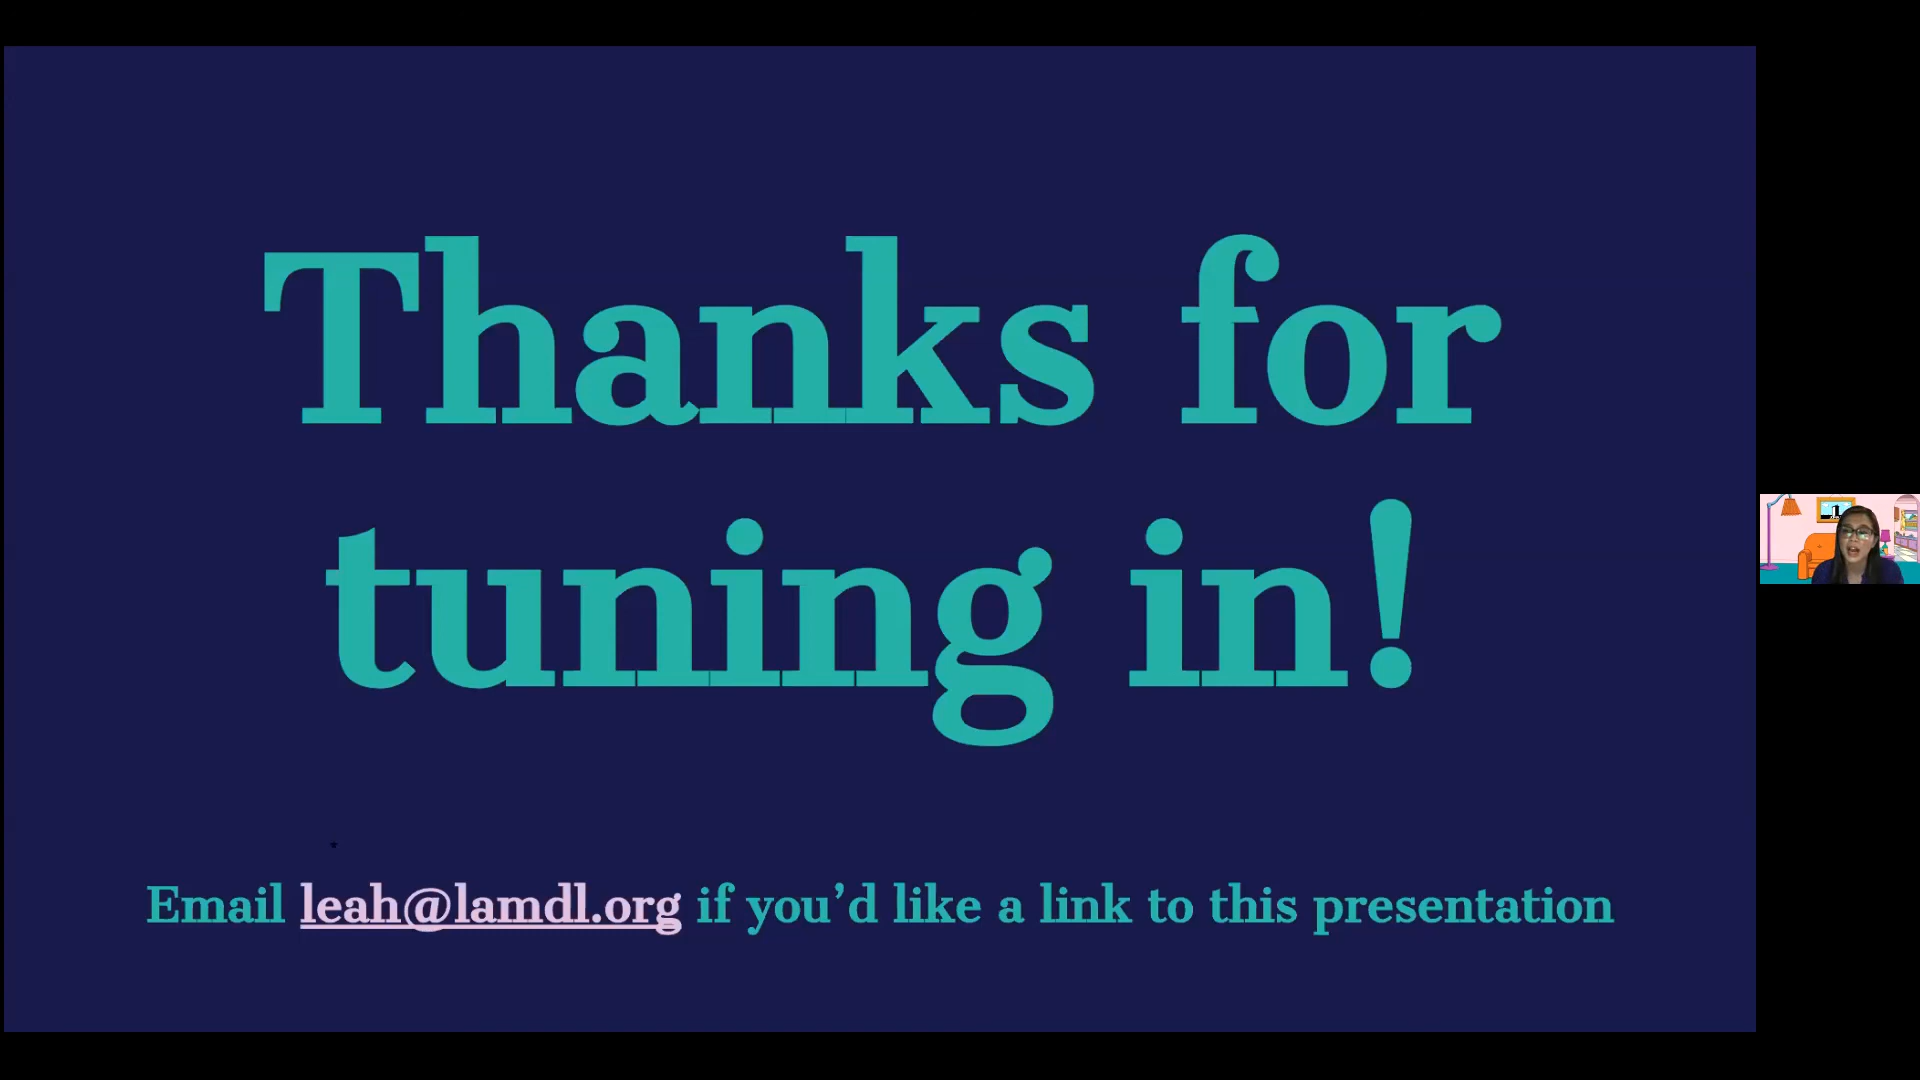 Thanks for
tuning in!
Email leah@lamdl.org if you’d like a link to this presentation